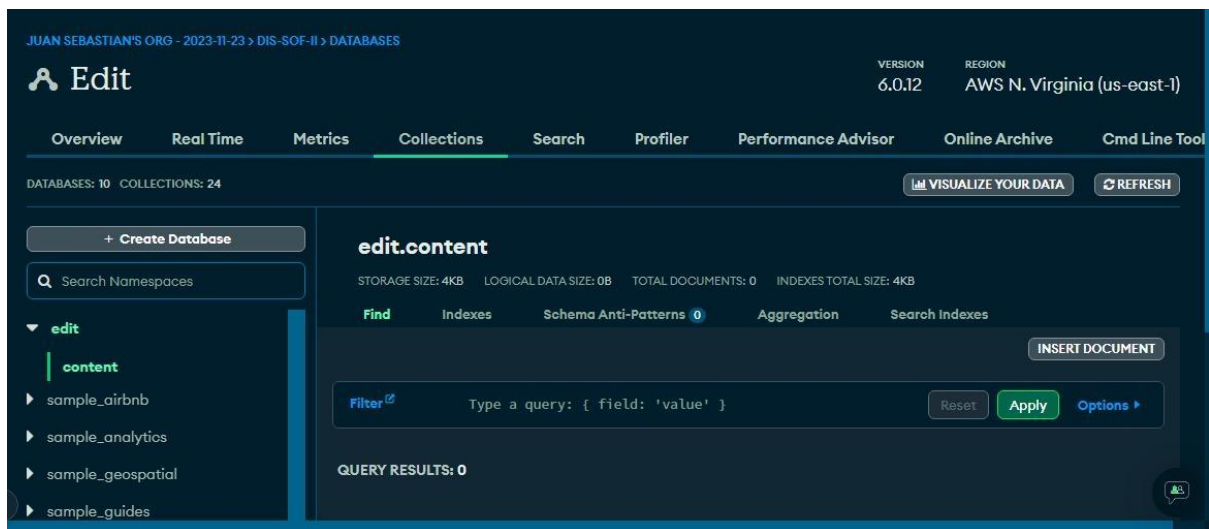 JUAN SEBASTIAN'S ORG - 2023-11-23 > DIS-SOF-II > DATABASES
Edit
VERSION
6.0.12
REGION
AWS N. Virginia (us-east-1)
Overview Real Time Metrics Collections Search Profiler Performance Advisor Online Archive Cmd Line Tool
DATABASES: 10 COLLECTIONS: 24
VISUALIZE YOUR DATA
REFRESH
+ Create Database
Search Namespaces
edit
content
sample_airbnb
sample_analytics
sample_geospatial
sample_guides
edit.content
STORAGE SIZE: 4KB LOGICAL DATA SIZE: 0B TOTAL DOCUMENTS: 0 INDEXES TOTAL SIZE: 4KB
Find Indexes Schema Anti-Patterns 0 Aggregation Search Indexes
INSERT DOCUMENT
Filter Type a query: { field: 'value' } Reset Apply Options
QUERY RESULTS: 0